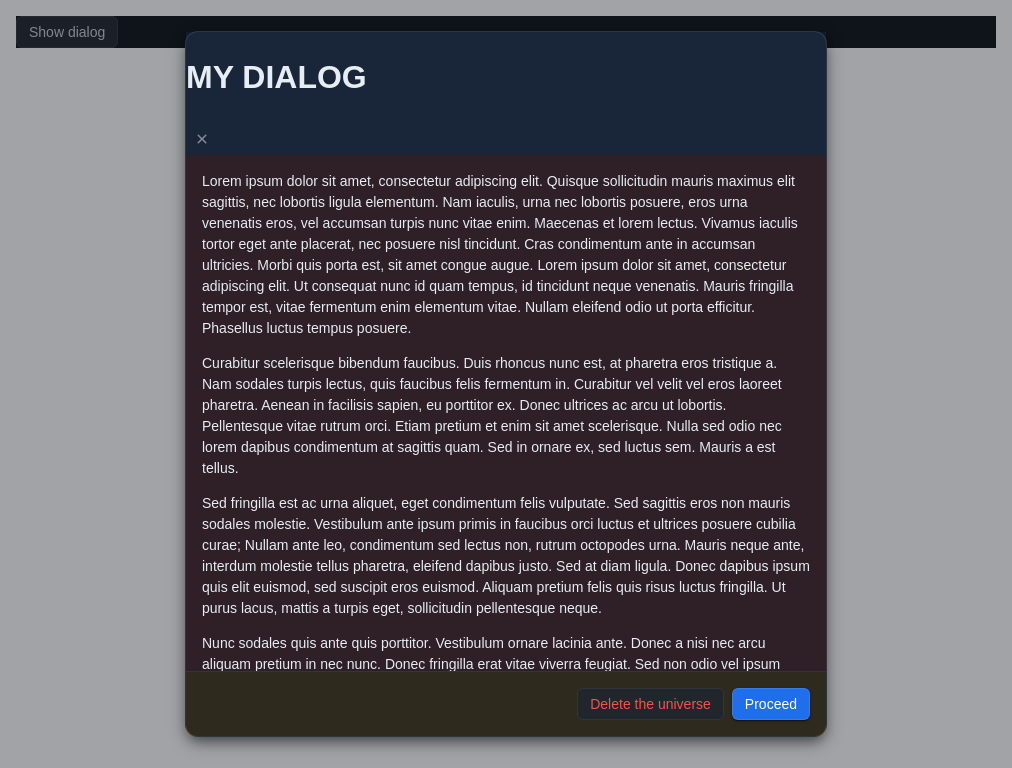 Show dialog
MY DIALOG
×
Lorem ipsum dolor sit amet, consectetur adipiscing elit. Quisque sollicitudin mauris maximus elit
sagittis, nec lobortis ligula elementum. Nam iaculis, urna nec lobortis posuere, eros urna
venenatis eros, vel accumsan turpis nunc vitae enim. Maecenas et lorem lectus. Vivamus iaculis
tortor eget ante placerat, nec posuere nisl tincidunt. Cras condimentum ante in accumsan
ultricies. Morbi quis porta est, sit amet congue augue. Lorem ipsum dolor sit amet, consectetur
adipiscing elit. Ut consequat nunc id quam tempus, id tincidunt neque venenatis. Mauris fringilla
tempor est, vitae fermentum enim elementum vitae. Nullam eleifend odio ut porta efficitur.
Phasellus luctus tempus posuere.
Curabitur scelerisque bibendum faucibus. Duis rhoncus nunc est, at pharetra eros tristique a.
Nam sodales turpis lectus, quis faucibus felis fermentum in. Curabitur vel velit vel eros laoreet
pharetra. Aenean in facilisis sapien, eu porttitor ex. Donec ultrices ac arcu ut lobortis.
Pellentesque vitae rutrum orci. Etiam pretium et enim sit amet scelerisque. Nulla sed odio nec
lorem dapibus condimentum at sagittis quam. Sed in ornare ex, sed luctus sem. Mauris a est
tellus.
Sed fringilla est ac urna aliquet, eget condimentum felis vulputate. Sed sagittis eros non mauris
sodales molestie. Vestibulum ante ipsum primis in faucibus orci luctus et ultrices posuere cubilia
curae; Nullam ante leo, condimentum sed lectus non, rutrum octopodes urna. Mauris neque ante,
interdum molestie tellus pharetra, eleifend dapibus justo. Sed at diam ligula. Donec dapibus ipsum
quis elit euismod, sed suscipit eros euismod. Aliquam pretium felis quis risus luctus fringilla. Ut
purus lacus, mattis a turpis eget, sollicitudin pellentesque neque.
Nunc sodales quis ante quis porttitor. Vestibulum ornare lacinia ante. Donec a nisi nec arcu
aliquam pretium in nec nunc. Donec fringilla erat vitae viverra feugiat. Sed non odio vel ipsum
Delete the universe
Proceed